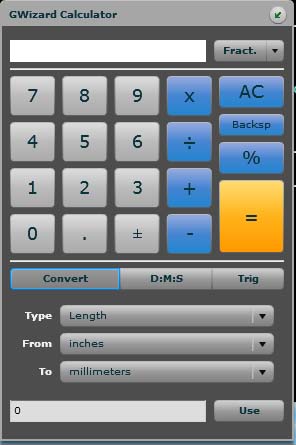 GWizard Calculator
Fract.
7 8 9 x AC
Backsp
4 5 6 ÷
%
1 2 3 +
=
0 . ± -
Convert D:M:S Trig
Type Length
From inches
To millimeters
0 Use